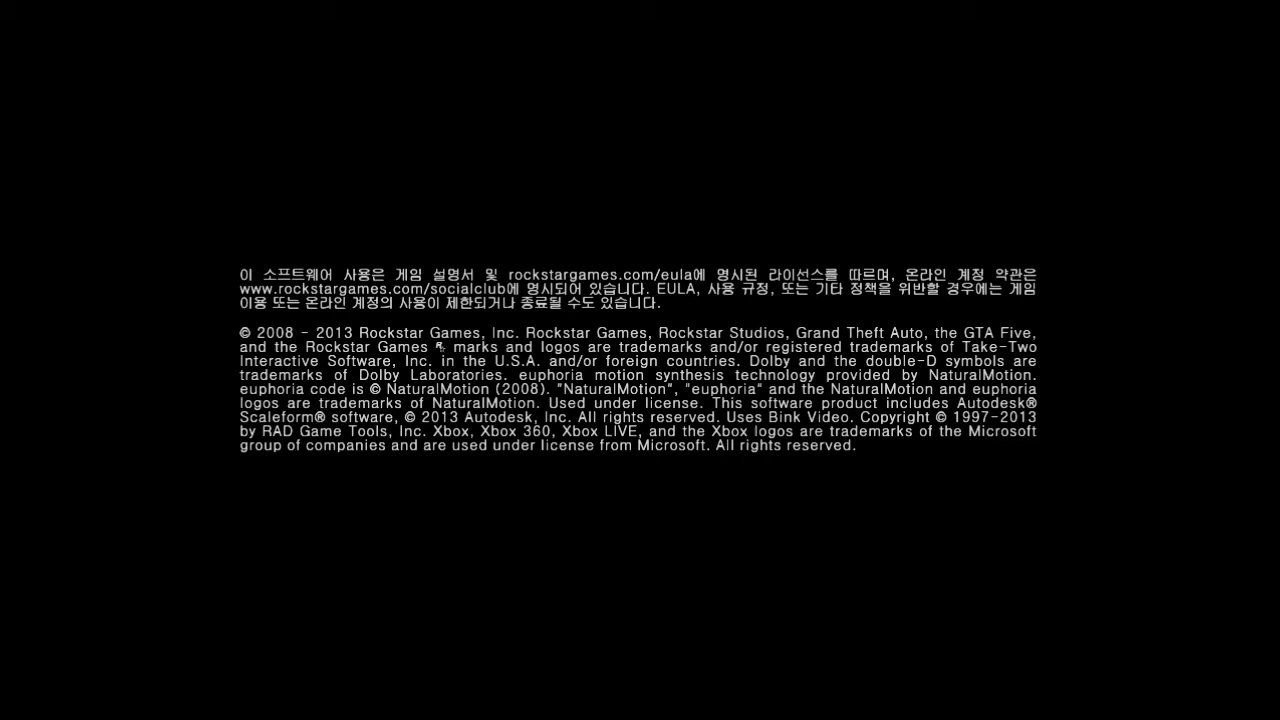 이 소프트웨어 사용은 게임 설명서 및 rockstargames.com/eula에 명시된 라이선스를 따르며, 온라인 계정 약관은
www.rockstargames.com/socialclub에 명시되어 있습니다. EULA, 사용 규정, 또는 기타 정책을 위반할 경우에는 게임
이용 또는 온라인 계정의 사용이 제한되거나 종료될 수도 있습니다.
© 2008 - 2013 Rockstar Games, Inc. Rockstar Games, Rockstar Studios, Grand Theft Auto, the GTA Five,
and the Rockstar Games R* marks and logos are trademarks and/or registered trademarks of Take-Two
Interactive Software, Inc. in the U.S.A. and/or foreign countries. Dolby and the double-D symbols are
trademarks of Dolby Laboratories. euphoria motion synthesis technology provided by NaturalMotion.
euphoria code is © NaturalMotion (2008). "NaturalMotion", "euphoria" and the NaturalMotion and euphoria
logos are trademarks of NaturalMotion. Used under license. This software product includes Autodesk®
Scaleform® software, © 2013 Autodesk, Inc. All rights reserved. Uses Bink Video. Copyright © 1997-2013
by RAD Game Tools, Inc. Xbox, Xbox 360, Xbox LIVE, and the Xbox logos are trademarks of the Microsoft
group of companies and are used under license from Microsoft. All rights reserved.